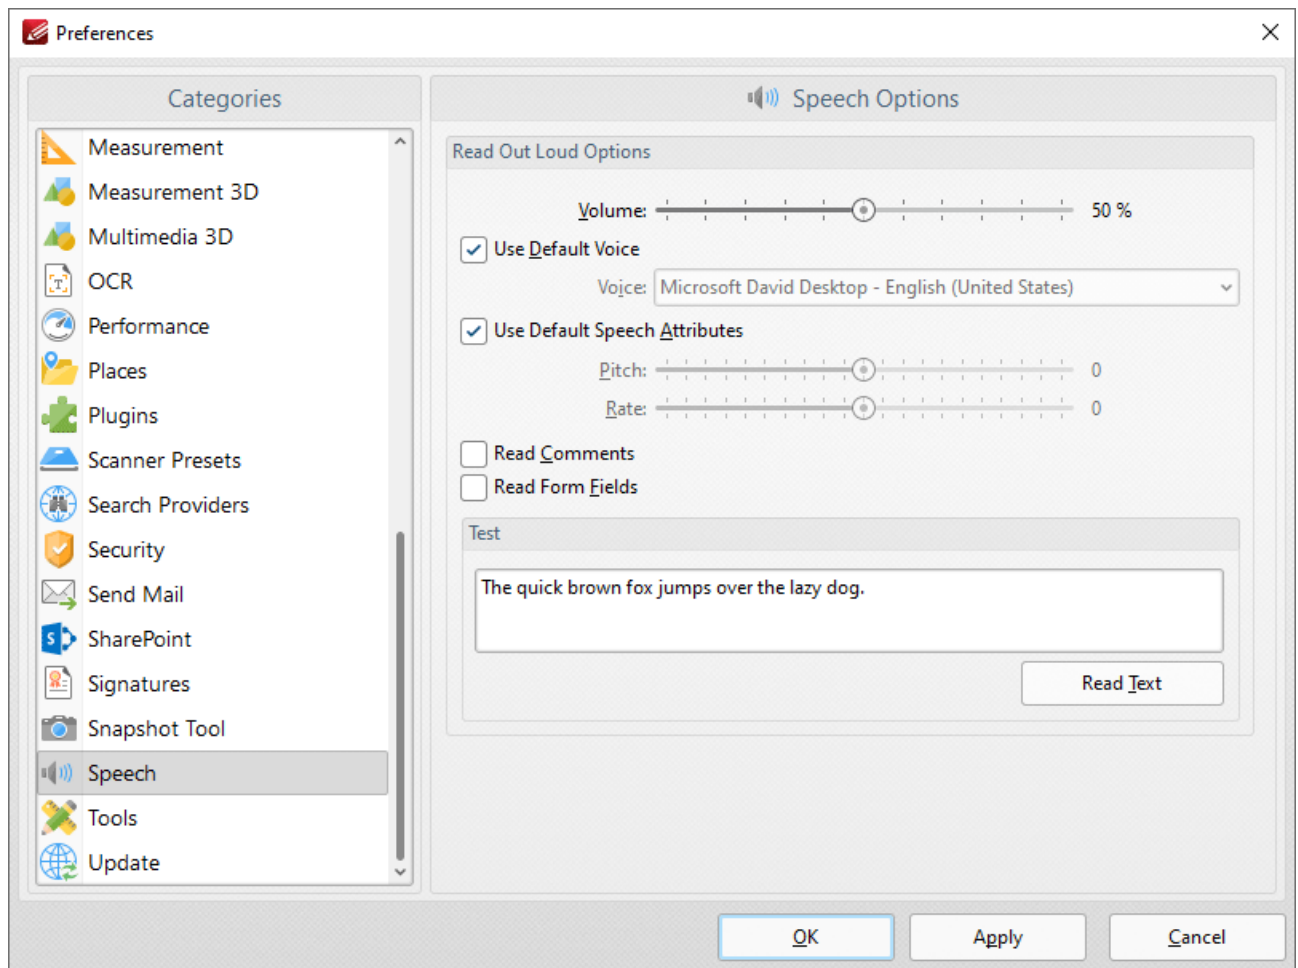 Preferences
Categories
Measurement
Measurement 3D
Multimedia 3D
OCR
Performance
Places
Plugins
Scanner Presets
Search Providers
Security
Send Mail
SharePoint
Signatures
Snapshot Tool
Speech
Tools
Update
Speech Options
Read Out Loud Options
Volume: 50 %
Use Default Voice
Voice: Microsoft David Desktop - English (United States)
Use Default Speech Attributes
Pitch: 0
Rate: 0
Read Comments
Read Form Fields
Test
The quick brown fox jumps over the lazy dog.
Read Text
OK Apply Cancel